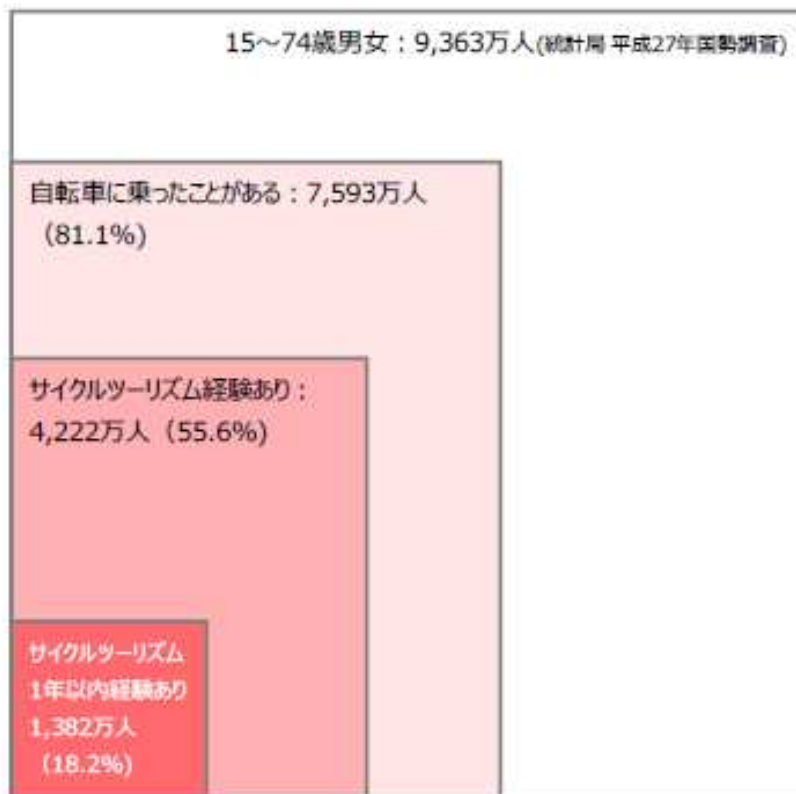 15～74歳男女：9,363万人(統計局 平成27年国勢調査)
自転車に乗ったことがある：7,593万人
（81.1%）
サイクルツーリズム経験あり：
4,222万人（55.6%）
サイクルツーリズム
1年以内経験あり
1,382万人
（18.2%）